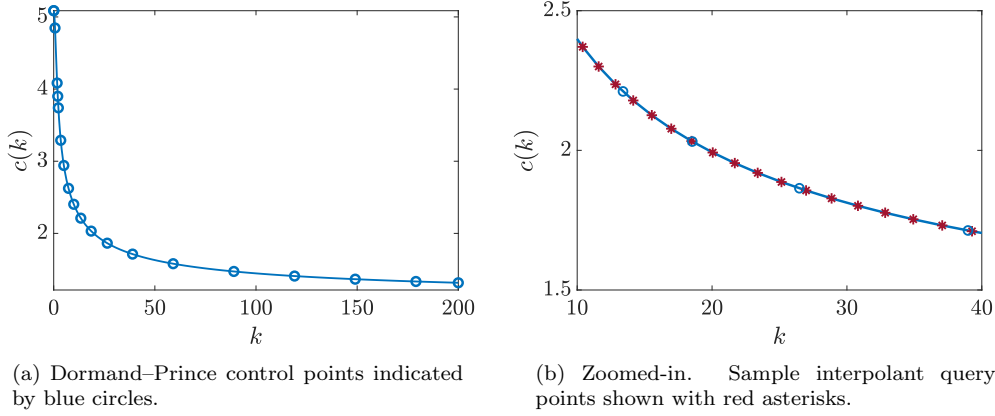 5
4
3
2
c(k)
0
50
100
150
200
k
(a) Dormand–Prince control points indicated
by blue circles.
2.5
2
1.5
c(k)
10
20
30
40
k
(b) Zoomed-in. Sample interpolant query
points shown with red asterisks.